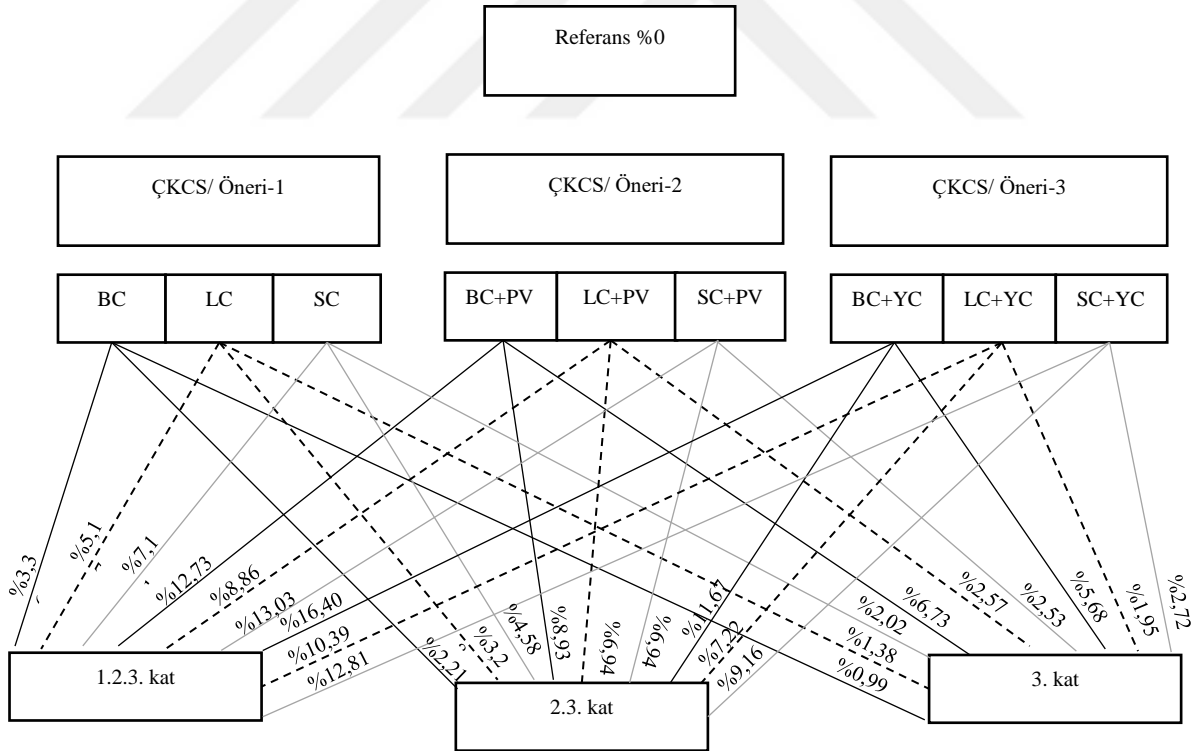 Referans %0
ÇKCS/ Öneri-1
ÇKCS/ Öneri-2
ÇKCS/ Öneri-3
BC
LC
SC
BC+PV
LC+PV
SC+PV
BC+YC
LC+YC
SC+YC
%3,3
%5,1
%7,1
%12,73
%8,86
%13,03
%16,40
%10,39
%12,81
%2,21
%3,2
%4,58
%8,93
%6,94
%6,94
%11,67
%7,22
%9,16
%2,02
%1,38
%0,99
%6,73
%2,57
%2,53
%5,68
%1,95
%2,72
1.2.3. kat
2.3. kat
3. kat